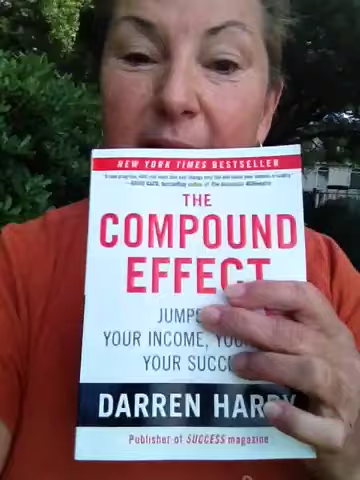 NEW YORK TIMES BESTSELLER
THE
COMPOUND
EFFECT
JUMPS
YOUR INCOME, YOU
YOUR SUCC
DARREN HARDY
Publisher of SUCCESS magazine